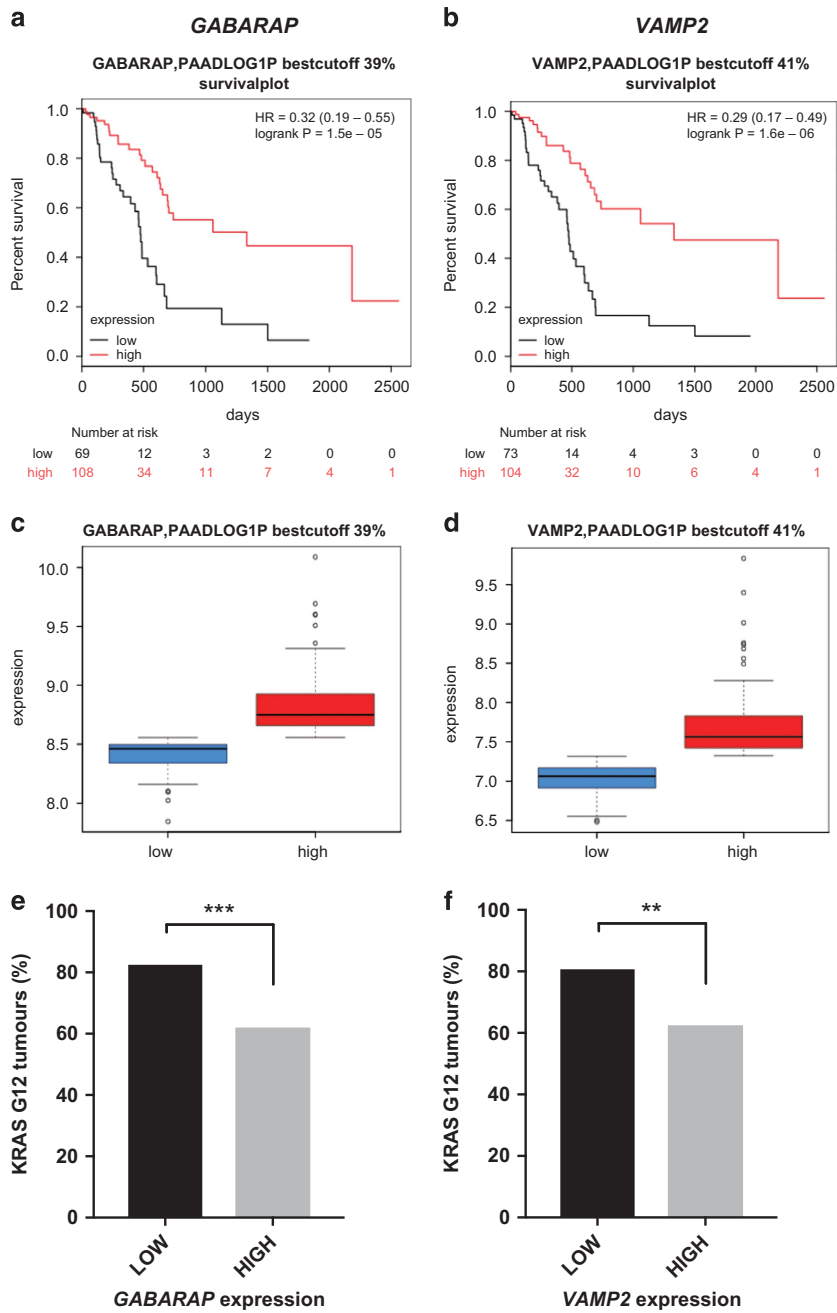 a
GABARAP
GABARAP,PAADLOG1P bestcutoff 39%
survivalplot
HR = 0.32 (0.19 – 0.55)
logrank P = 1.5e – 05
Percent survival
1.0
0.8
0.6
0.4
0.2
0.0
expression
low
high
0 500 1000 1500 2000 2500
days
Number at risk
low 69 12 3 2 0 0
high 108 34 11 7 4 1
b
VAMP2
VAMP2,PAADLOG1P bestcutoff 41%
survivalplot
HR = 0.29 (0.17 – 0.49)
logrank P = 1.6e – 06
Percent survival
1.0
0.8
0.6
0.4
0.2
0.0
expression
low
high
0 500 1000 1500 2000 2500
days
Number at risk
low 73 14 4 3 0 0
high 104 32 10 6 4 1
c
GABARAP,PAADLOG1P bestcutoff 39%
expression
10.0
9.5
9.0
8.5
8.0
low high
d
VAMP2,PAADLOG1P bestcutoff 41%
expression
9.5
9.0
8.5
8.0
7.5
7.0
6.5
low high
e
KRAS G12 tumours (%)
100
80
60
40
20
0
***
LOW HIGH
GABARAP expression
f
KRAS G12 tumours (%)
100
80
60
40
20
0
**
LOW HIGH
VAMP2 expression